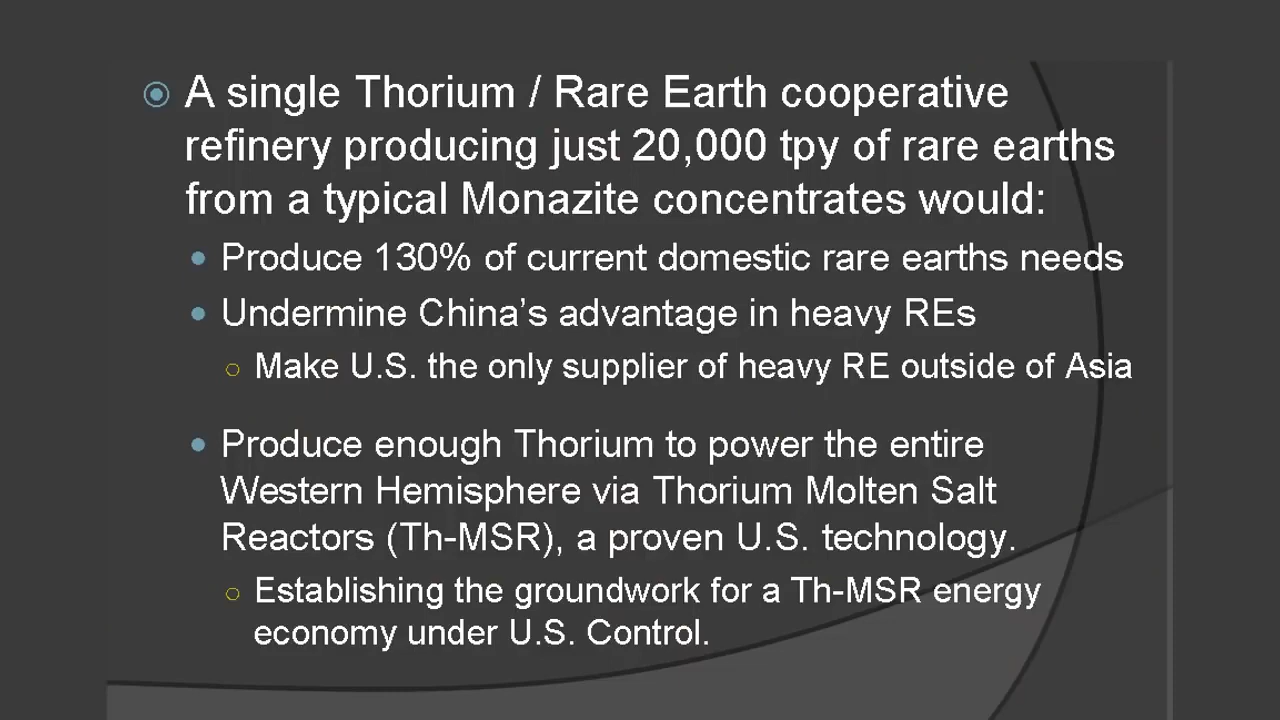 A single Thorium / Rare Earth cooperative
refinery producing just 20,000 tpy of rare earths
from a typical Monazite concentrates would:
Produce 130% of current domestic rare earths needs
Undermine China's advantage in heavy REs
Make U.S. the only supplier of heavy RE outside of Asia
Produce enough Thorium to power the entire
Western Hemisphere via Thorium Molten Salt
Reactors (Th-MSR), a proven U.S. technology.
Establishing the groundwork for a Th-MSR energy
economy under U.S. Control.